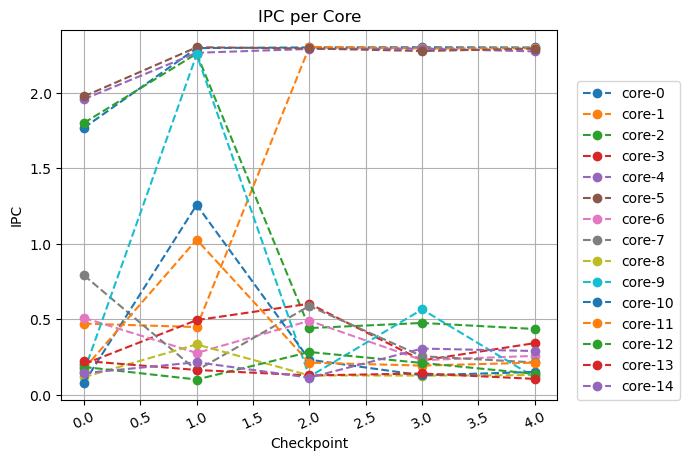 IPC per Core
IPC
2.0
1.5
1.0
0.5
0.0
0.0
0.5
1.0
1.5
2.0
2.5
3.0
3.5
4.0
Checkpoint
core-0
core-1
core-2
core-3
core-4
core-5
core-6
core-7
core-8
core-9
core-10
core-11
core-12
core-13
core-14